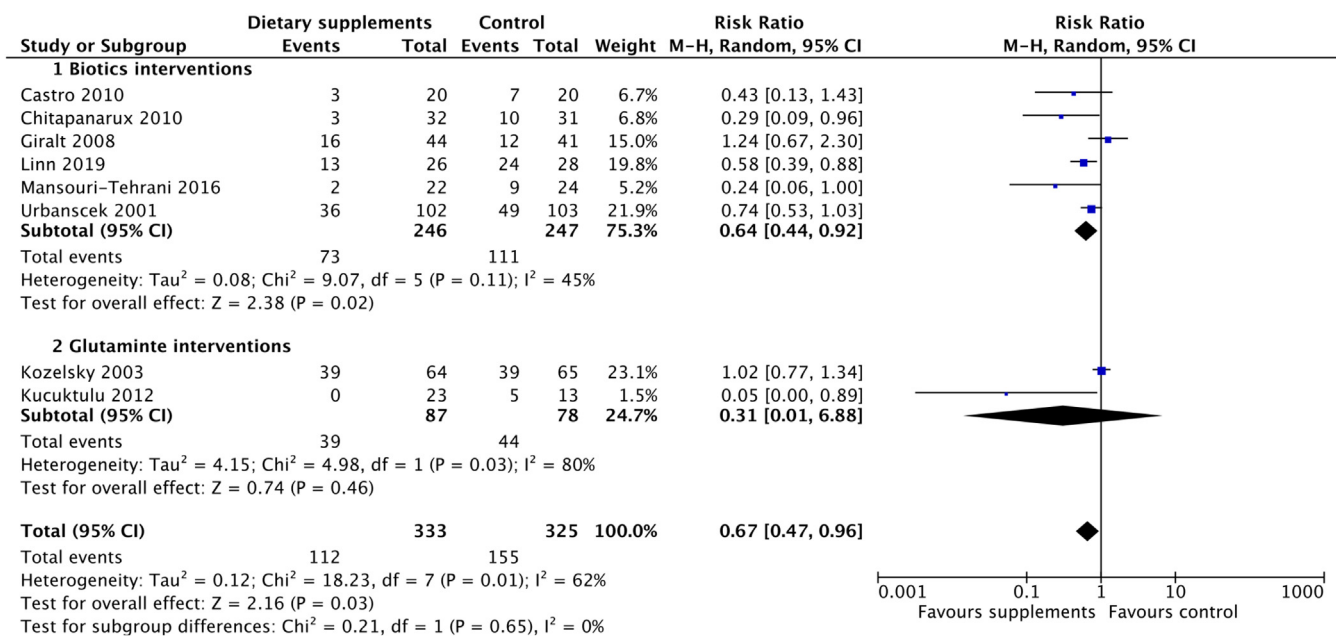 Dietary supplements Control Risk Ratio Risk Ratio
Study or Subgroup Events Total Events Total Weight M-H, Random, 95% CI M-H, Random, 95% CI
1 Biotics interventions
Castro 2010 3 20 7 20 6.7% 0.43 [0.13, 1.43]
Chitapanarux 2010 3 32 10 31 6.8% 0.29 [0.09, 0.96]
Giralt 2008 16 44 12 41 15.0% 1.24 [0.67, 2.30]
Linn 2019 13 26 24 28 19.8% 0.58 [0.39, 0.88]
Mansouri-Tehrani 2016 2 22 9 24 5.2% 0.24 [0.06, 1.00]
Urbanscek 2001 36 102 49 103 21.9% 0.74 [0.53, 1.03]
Subtotal (95% CI) 246 247 75.3% 0.64 [0.44, 0.92]
Total events 73 111
Heterogeneity: Tau² = 0.08; Chi² = 9.07, df = 5 (P = 0.11); I² = 45%
Test for overall effect: Z = 2.38 (P = 0.02)
2 Glutaminte interventions
Kozelsky 2003 39 64 39 65 23.1% 1.02 [0.77, 1.34]
Kucuktulu 2012 0 23 5 13 1.5% 0.05 [0.00, 0.89]
Subtotal (95% CI) 87 78 24.7% 0.31 [0.01, 6.88]
Total events 39 44
Heterogeneity: Tau² = 4.15; Chi² = 4.98, df = 1 (P = 0.03); I² = 80%
Test for overall effect: Z = 0.74 (P = 0.46)
Total (95% CI) 333 325 100.0% 0.67 [0.47, 0.96]
Total events 112 155
Heterogeneity: Tau² = 0.12; Chi² = 18.23, df = 7 (P = 0.01); I² = 62%
Test for overall effect: Z = 2.16 (P = 0.03)
Test for subgroup differences: Chi² = 0.21, df = 1 (P = 0.65), I² = 0%
0.001 0.1 1 10 1000
Favours supplements Favours control